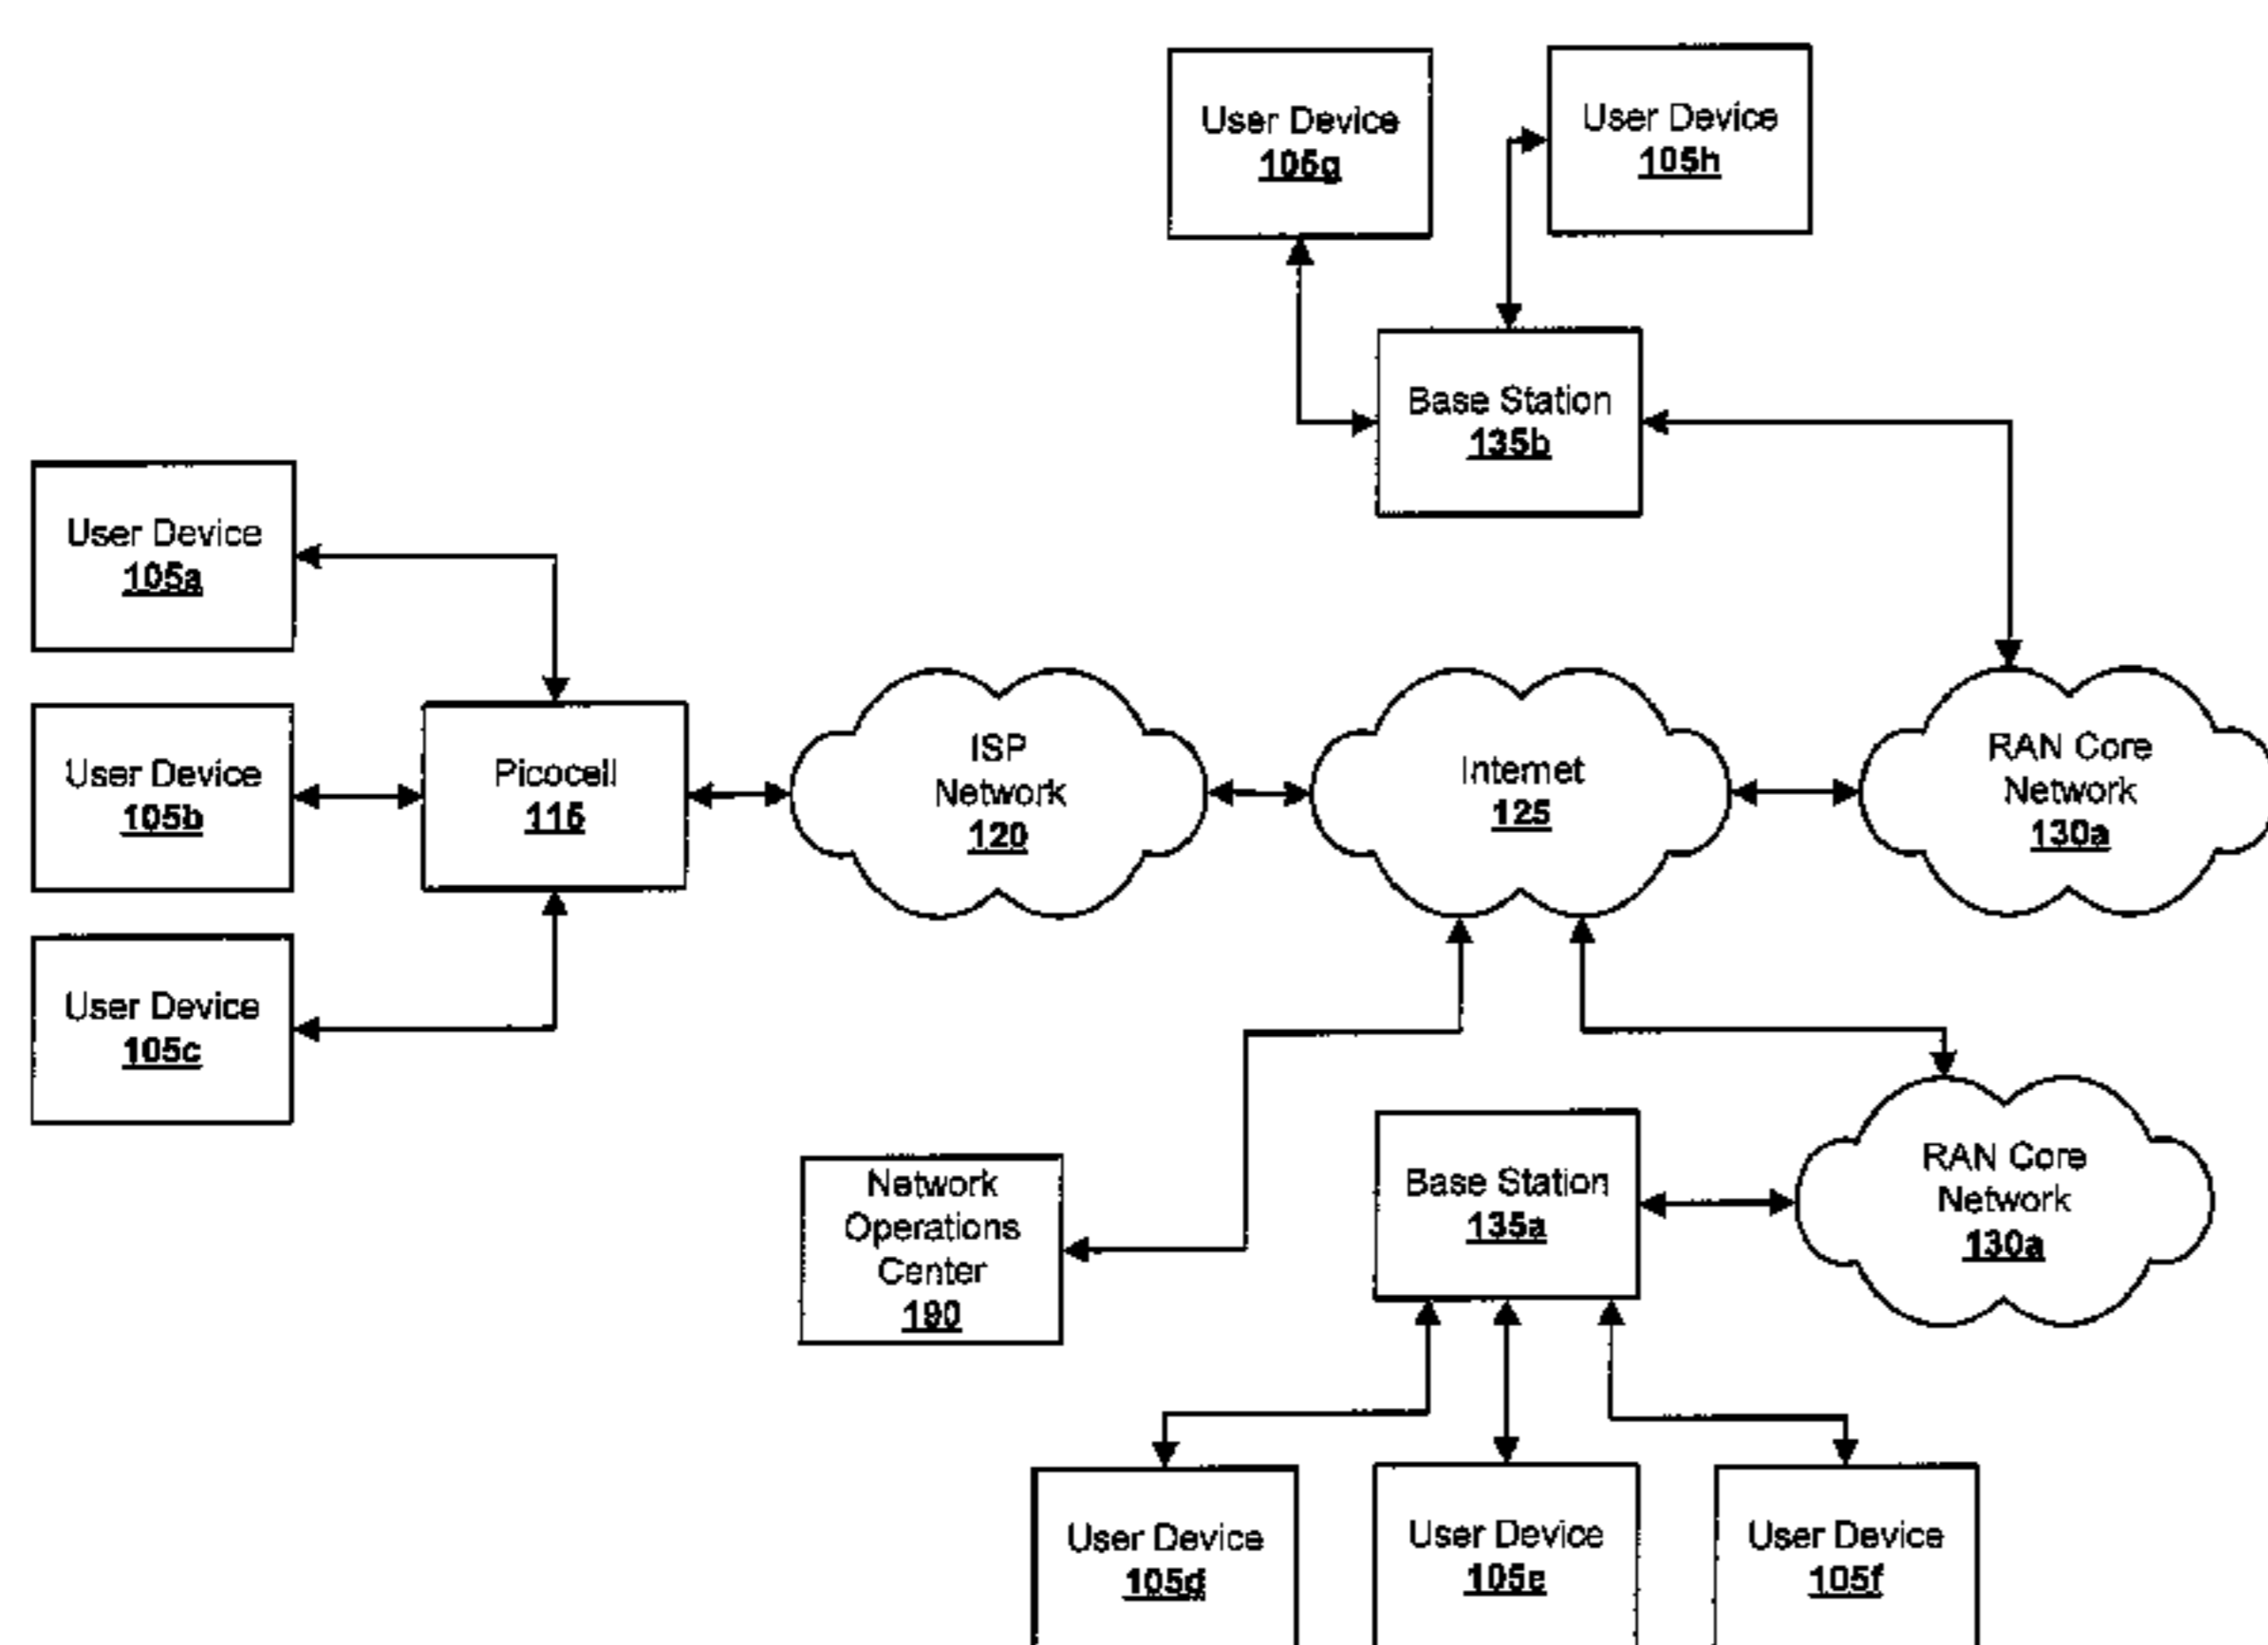 User Device
105g
User Device
105h
Base Station
135b
User Device
105a
User Device
105b
Picocell
115
ISP
Network
120
Internet
125
RAN Core
Network
130a
User Device
105c
Network
Operations
Center
190
Base Station
135a
RAN Core
Network
130a
User Device
105d
User Device
105e
User Device
105f